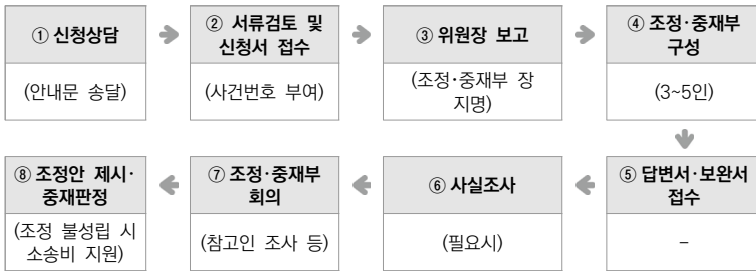 ① 신청상담
(안내문 송달)
② 서류검토 및
신청서 접수
(사건번호 부여)
③ 위원장 보고
(조정·중재부 장
지명)
④ 조정·중재부
구성
(3~5인)
⑤ 답변서·보완서
접수
-
⑥ 사실조사
(필요시)
⑦ 조정·중재부
회의
(참고인 조사 등)
⑧ 조정안 제시·
중재판정
(조정 불성립 시
소송비 지원)